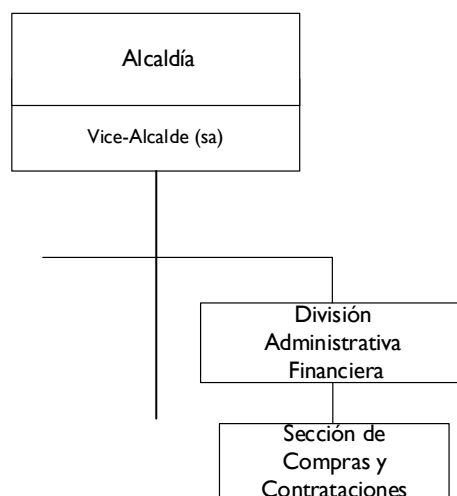 Alcaldía
Vice-Alcalde (sa)
División
Administrativa
Financiera
Sección de
Compras y
Contrataciones